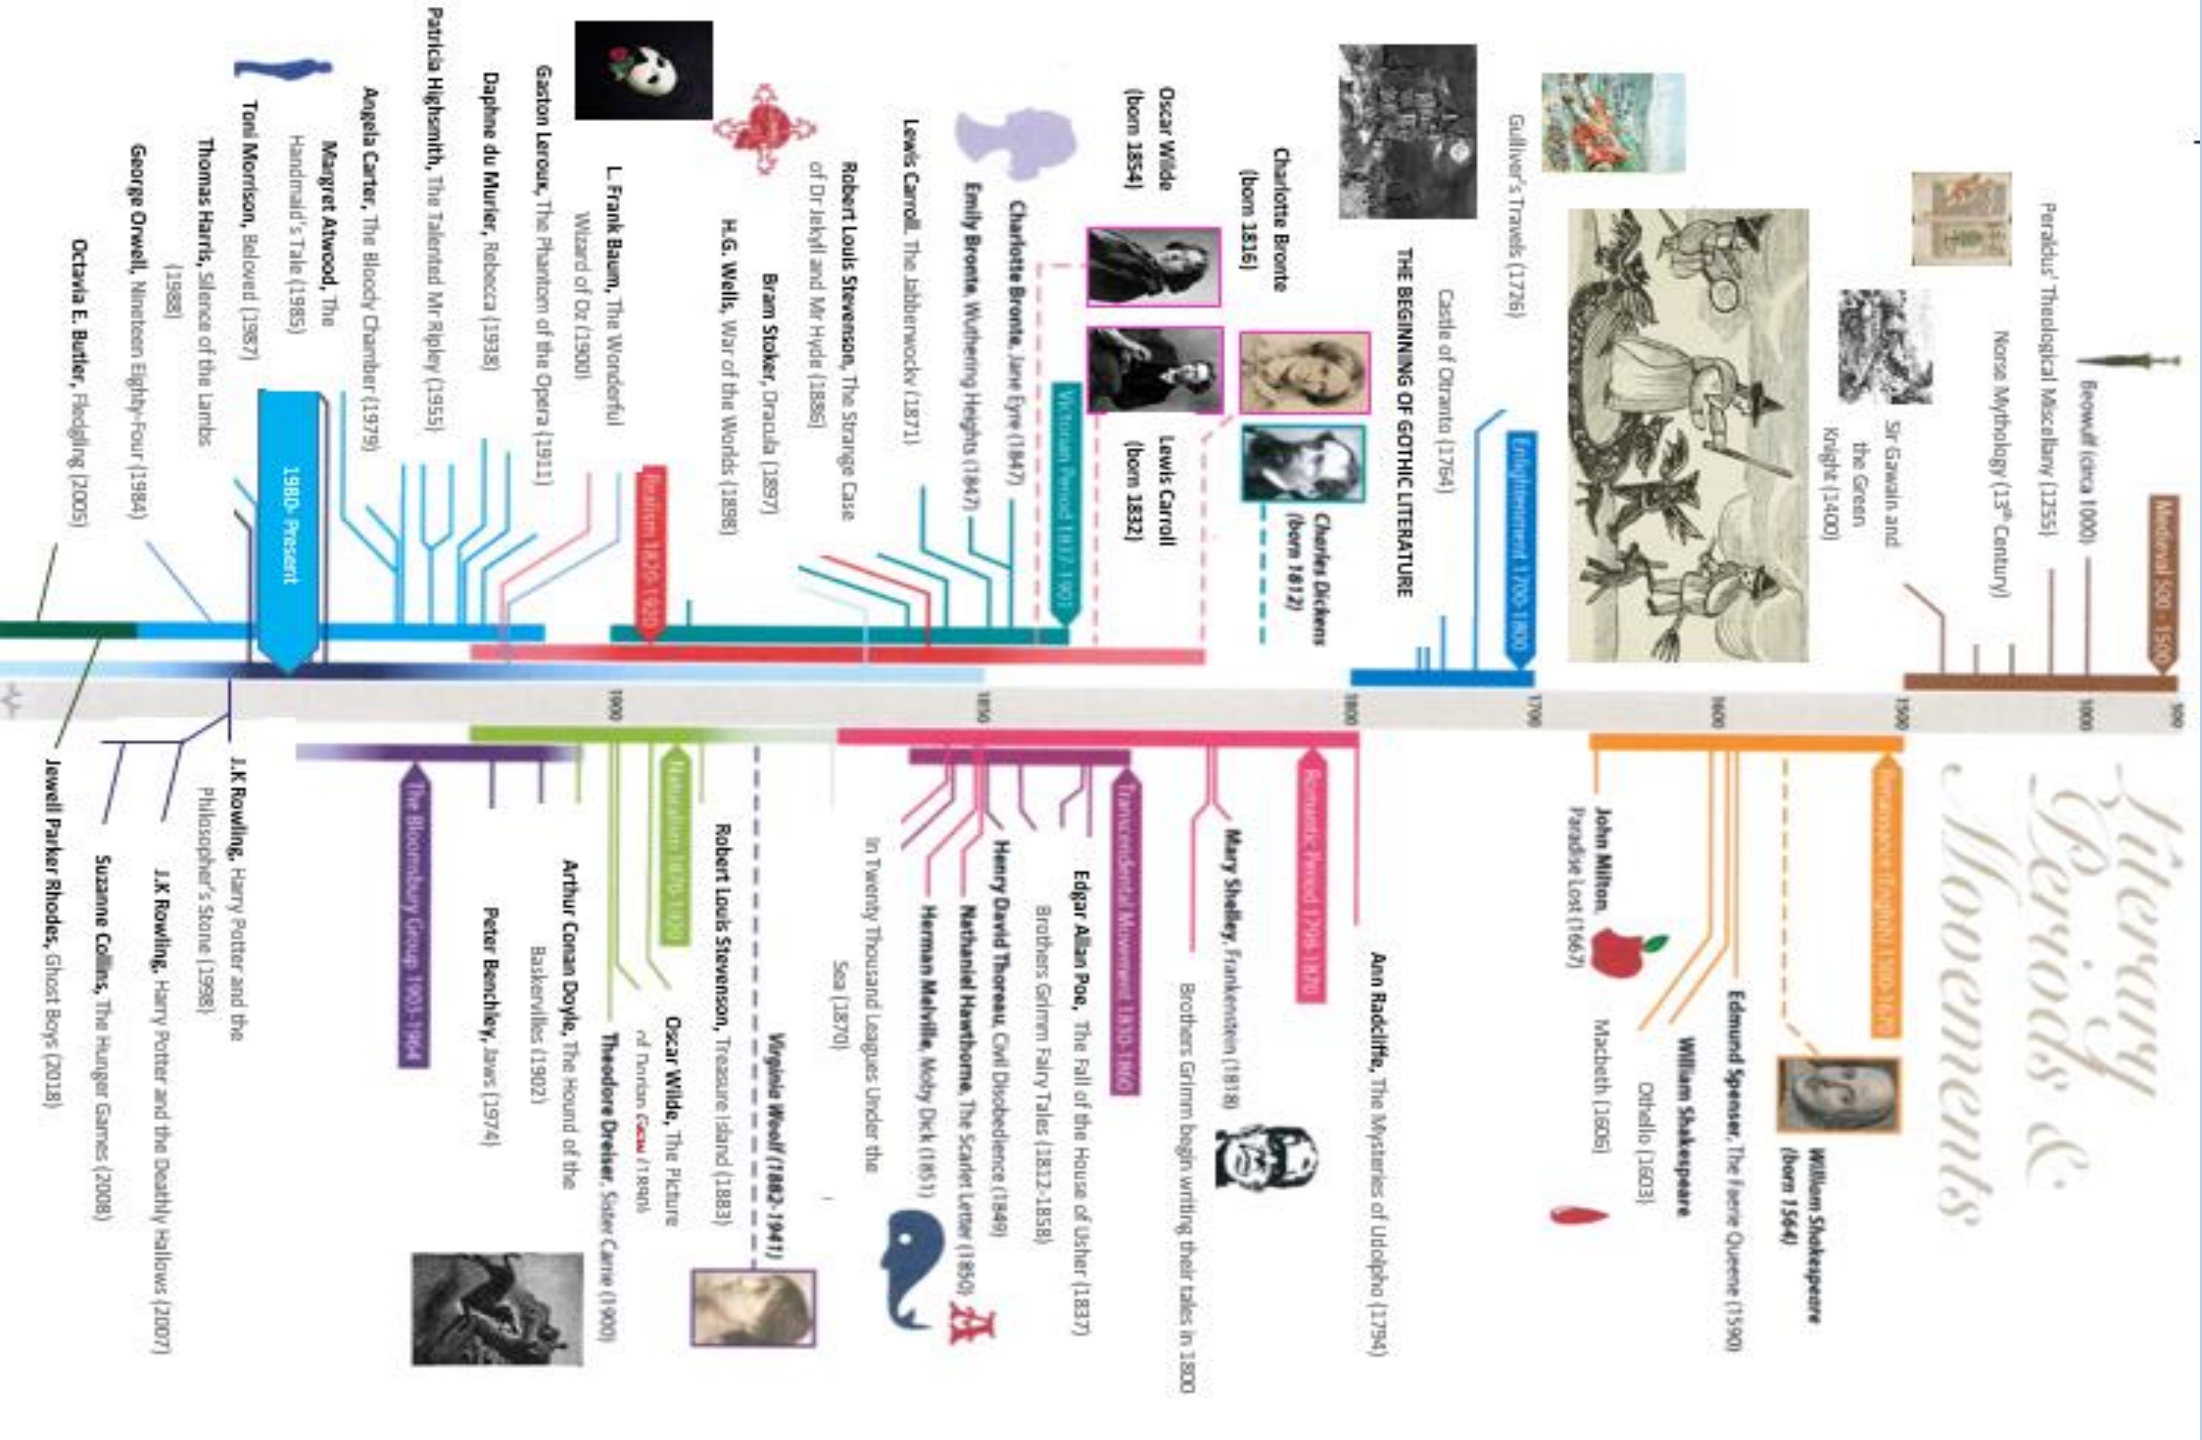 Literary
Periods &
Movements
Medieval 500 - 1500
Beowulf (circa 1000)
Peraldus' Theological Miscellany (1255)
Norse Mythology (13th Century)
Sir Gawain and
the Green
Knight (1400)
500
1000
1500
1600
1700
1800
1850
1900
Renaissance (English) 1500-1670
William Shakespeare
(born 1564)
Edmund Spenser, The Faerie Queene (1590)
William Shakespeare
Othello (1603)
Macbeth (1606)
John Milton,
Paradise Lost (1667)
Enlightenment 1700-1800
Gulliver's Travels (1726)
Castle of Otranto (1764)
THE BEGINNING OF GOTHIC LITERATURE
Ann Radcliffe, The Mysteries of Udolpho (1794)
Romantic Period 1798-1870
Mary Shelley, Frankenstein (1818)
Brothers Grimm begin writing their tales in 1800
Charles Dickens
(born 1812)
Charlotte Bronte
(born 1816)
Oscar Wilde
(born 1854)
Lewis Carroll
(born 1832)
Transcendental Movement 1830-1860
Edgar Allan Poe, The Fall of the House of Usher (1837)
Brothers Grimm Fairy Tales (1812-1858)
Henry David Thoreau, Civil Disobedience (1849)
Nathaniel Hawthorne, The Scarlet Letter (1850)
A
Herman Melville, Moby Dick (1851)
In Twenty Thousand Leagues Under the
Sea (1870)
Victorian Period 1837-1901
Charlotte Bronte, Jane Eyre (1847)
Emily Bronte, Wuthering Heights (1847)
Lewis Carroll, The Jabberwocky (1871)
Robert Louis Stevenson, The Strange Case
of Dr Jekyll and Mr Hyde (1886)
Bram Stoker, Dracula (1897)
H.G. Wells, War of the Worlds (1898)
Virginia Woolf (1882-1941)
Robert Louis Stevenson, Treasure Island (1883)
Naturalism 1870-1920
Oscar Wilde, The Picture
of Dorian (1890)
Theodore Dreiser, Sister Carrie (1900)
Arthur Conan Doyle, The Hound of the
Baskervilles (1902)
Peter Benchley, Jaws (1974)
Realism 1820-1920
L. Frank Baum, The Wonderful
Wizard of Oz (1900)
Gaston Leroux, The Phantom of the Opera (1911)
Daphne du Murier, Rebecca (1938)
Patricia Highsmith, The Talented Mr Ripley (1955)
Angela Carter, The Bloody Chamber (1979)
Margret Atwood, The
Handmaid's Tale (1985)
The Bloomsbury Group 1903-1964
1980- Present
Toni Morrison, Beloved (1987)
Thomas Harris, Silence of the Lambs
(1988)
George Orwell, Nineteen Eighty-Four (1984)
Octavia E. Butler, Fledgling (2005)
J.K Rowling, Harry Potter and the
Philosopher's Stone (1998)
J.K Rowling, Harry Potter and the Deathly Hallows (2007)
Suzanne Collins, The Hunger Games (2008)
Jewell Parker Rhodes, Ghost Boys (2018)